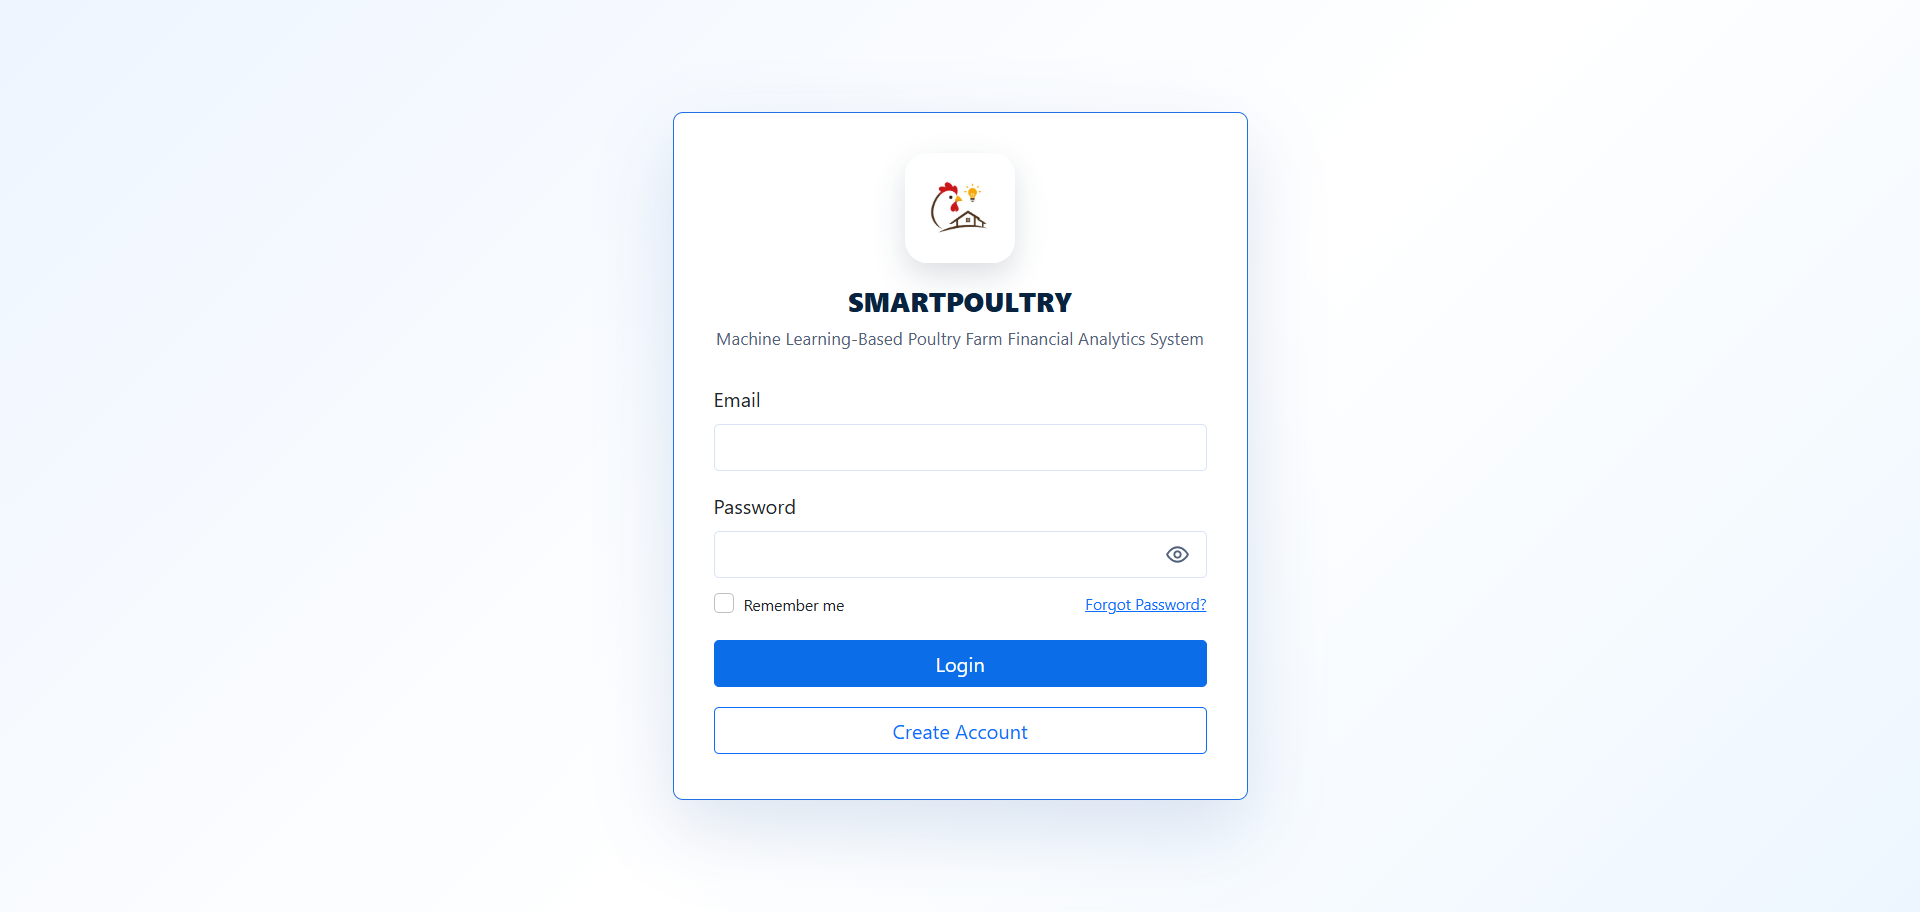 SMARTPOULTRY
Machine Learning-Based Poultry Farm Financial Analytics System
Email
Password
Remember me
Forgot Password?
Login
Create Account